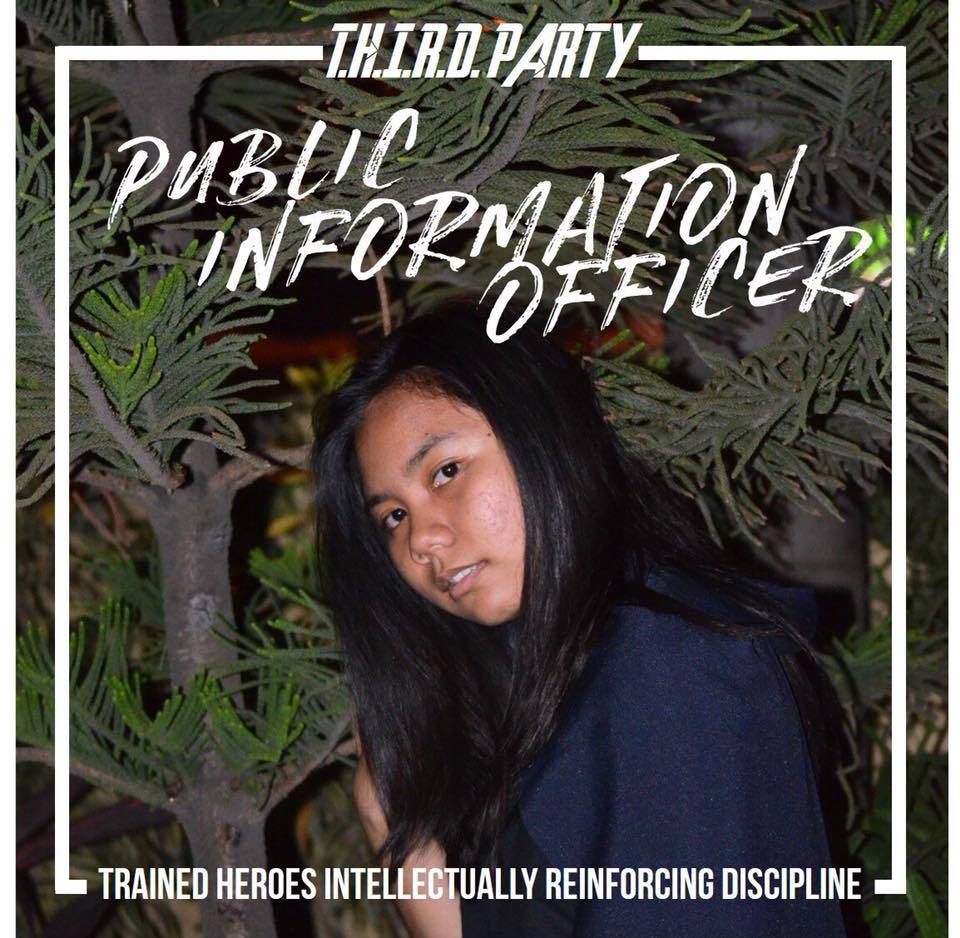 T.H.I.R.D. PARTY
PUBLIC
INFORMATION
OFFICER
TRAINED HEROES INTELLECTUALLY REINFORCING DISCIPLINE